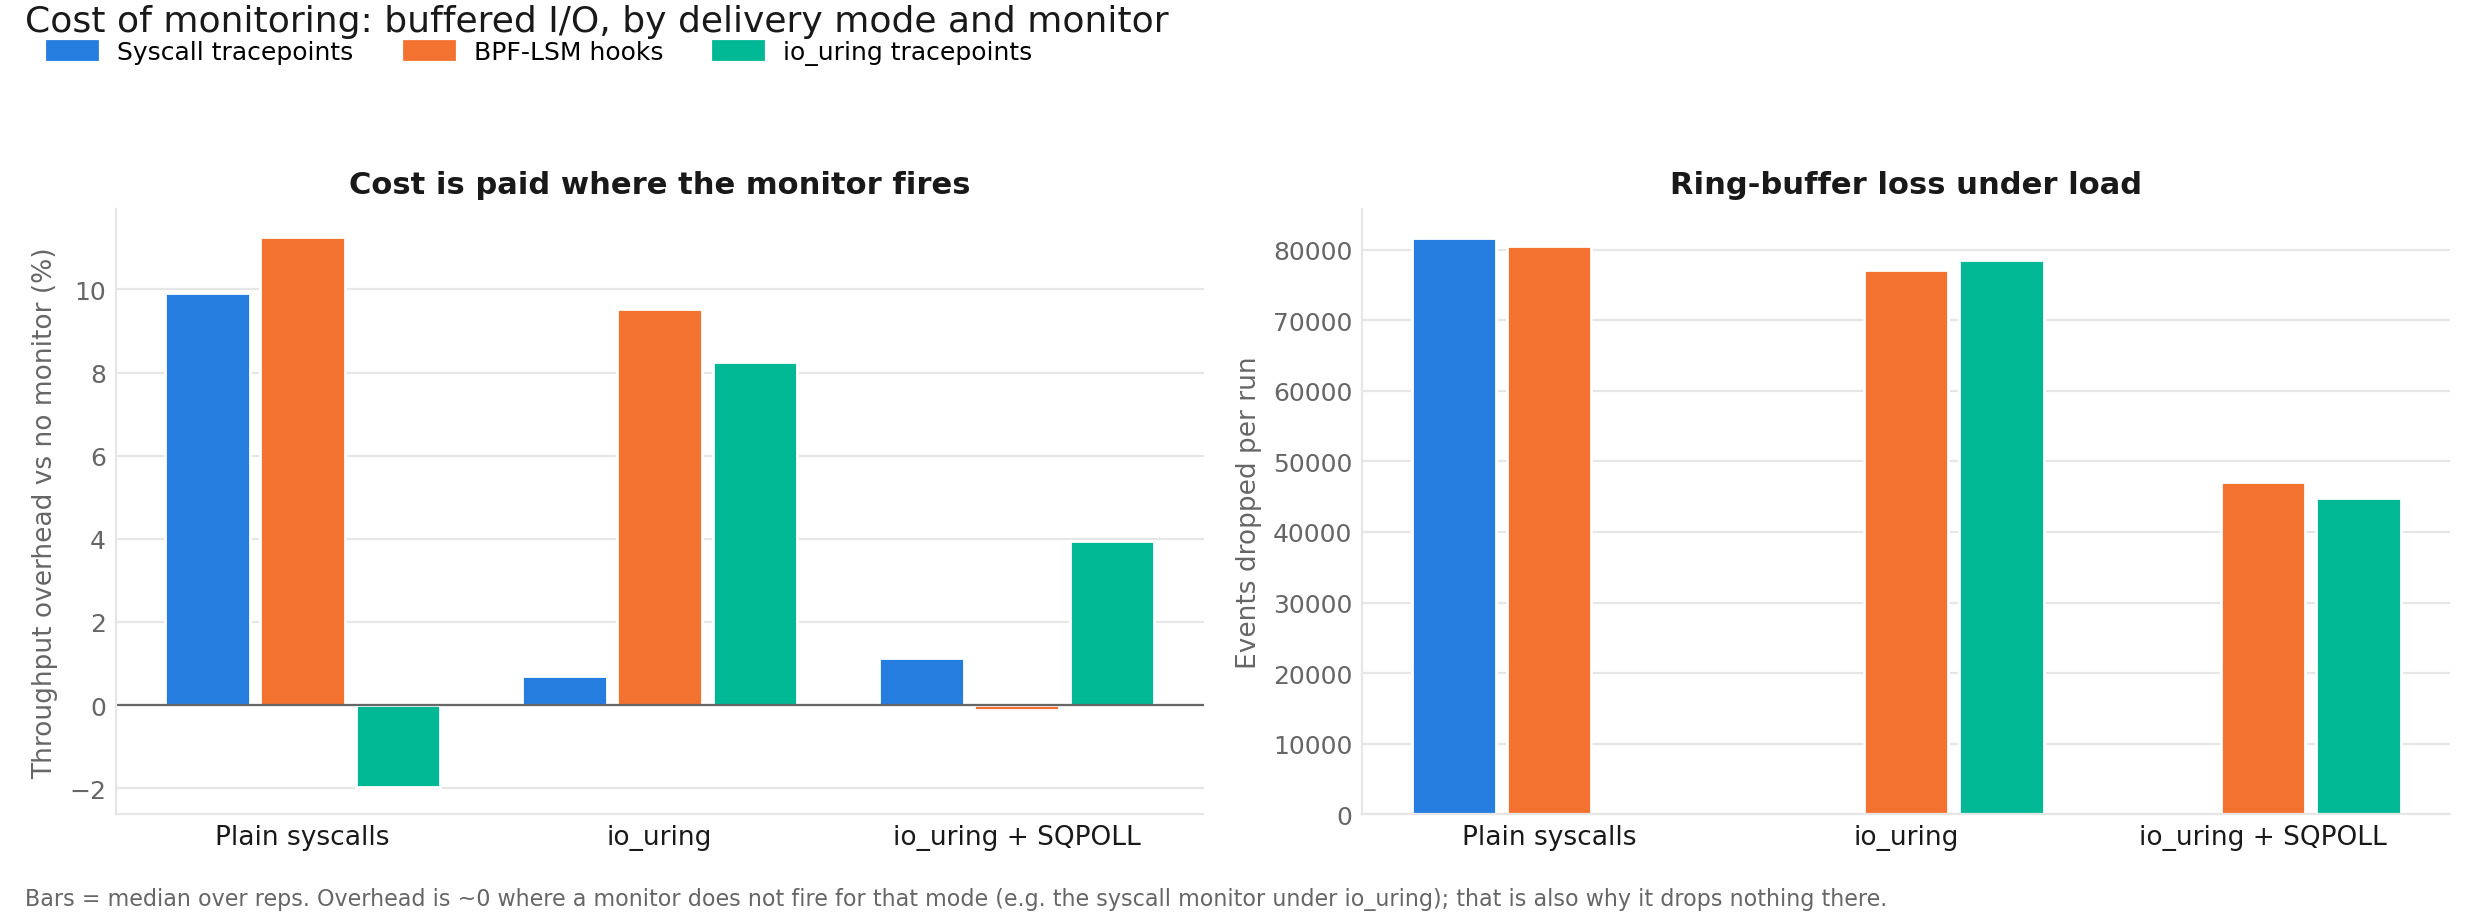 Cost of monitoring: buffered I/O, by delivery mode and monitor
Syscall tracepoints
BPF-LSM hooks
io_uring tracepoints
Cost is paid where the monitor fires
Throughput overhead vs no monitor (%)
10
8
6
4
2
0
−2
Plain syscalls
io_uring
io_uring + SQPOLL
Ring-buffer loss under load
Events dropped per run
80000
70000
60000
50000
40000
30000
20000
10000
0
Plain syscalls
io_uring
io_uring + SQPOLL
Bars = median over reps. Overhead is ~0 where a monitor does not fire for that mode (e.g. the syscall monitor under io_uring); that is also why it drops nothing there.